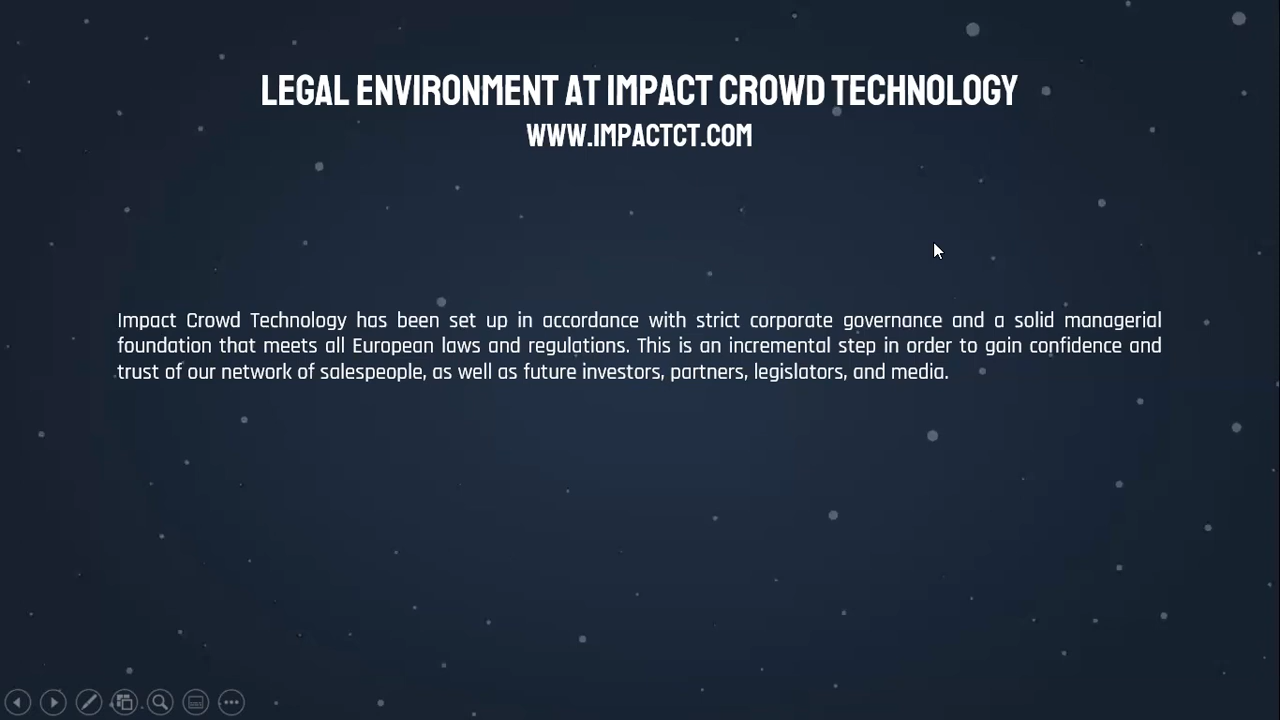 LEGAL ENVIRONMENT AT IMPACT CROWD TECHNOLOGY
WWW.IMPACTCT.COM
Impact Crowd Technology has been set up in accordance with strict corporate governance and a solid managerial
foundation that meets all European laws and regulations. This is an incremental step in order to gain confidence and
trust of our network of salespeople, as well as future investors, partners, legislators, and media.